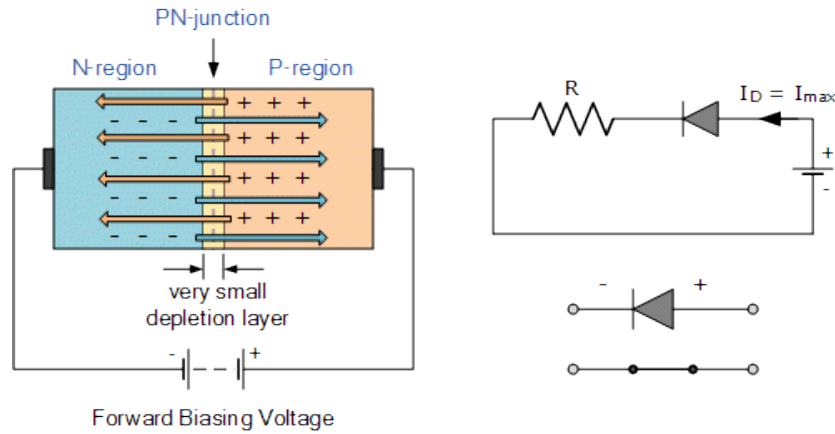 PN-junction
N-region P-region
+ + +
- - -
+ + +
- - -
+ + +
- - -
+ + +
- - -
very small
depletion layer
- +
Forward Biasing Voltage
R
I_D = I_max
+
-
- +